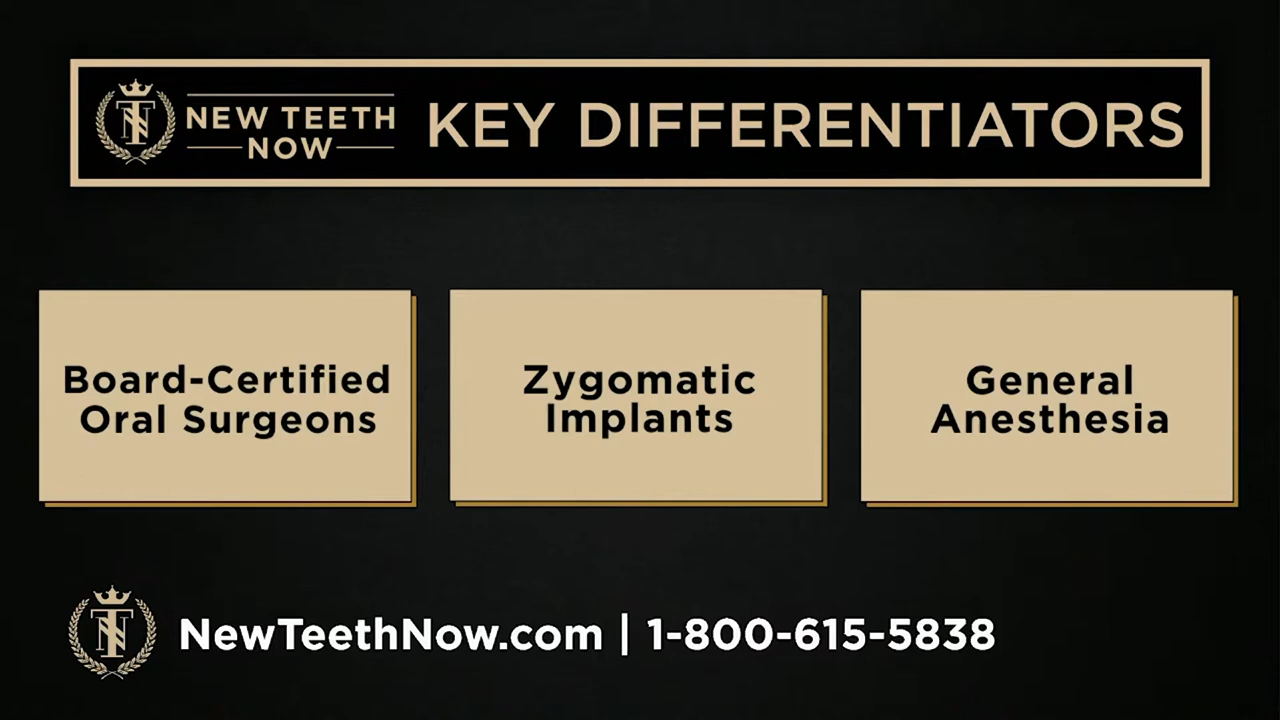 NEW TEETH
NOW
KEY DIFFERENTIATORS
Board-Certified
Oral Surgeons
Zygomatic
Implants
General
Anesthesia
NewTeethNow.com | 1-800-615-5838